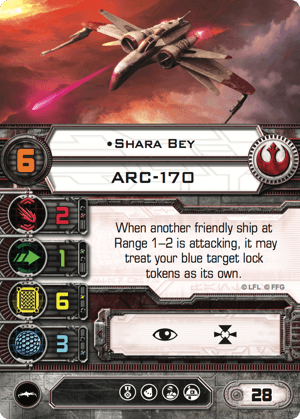 •Shara Bey
6
ARC-170
2
1
6
3
When another friendly ship at
Range 1–2 is attacking, it may
treat your blue target lock
tokens as its own.
© LFL © FFG
28